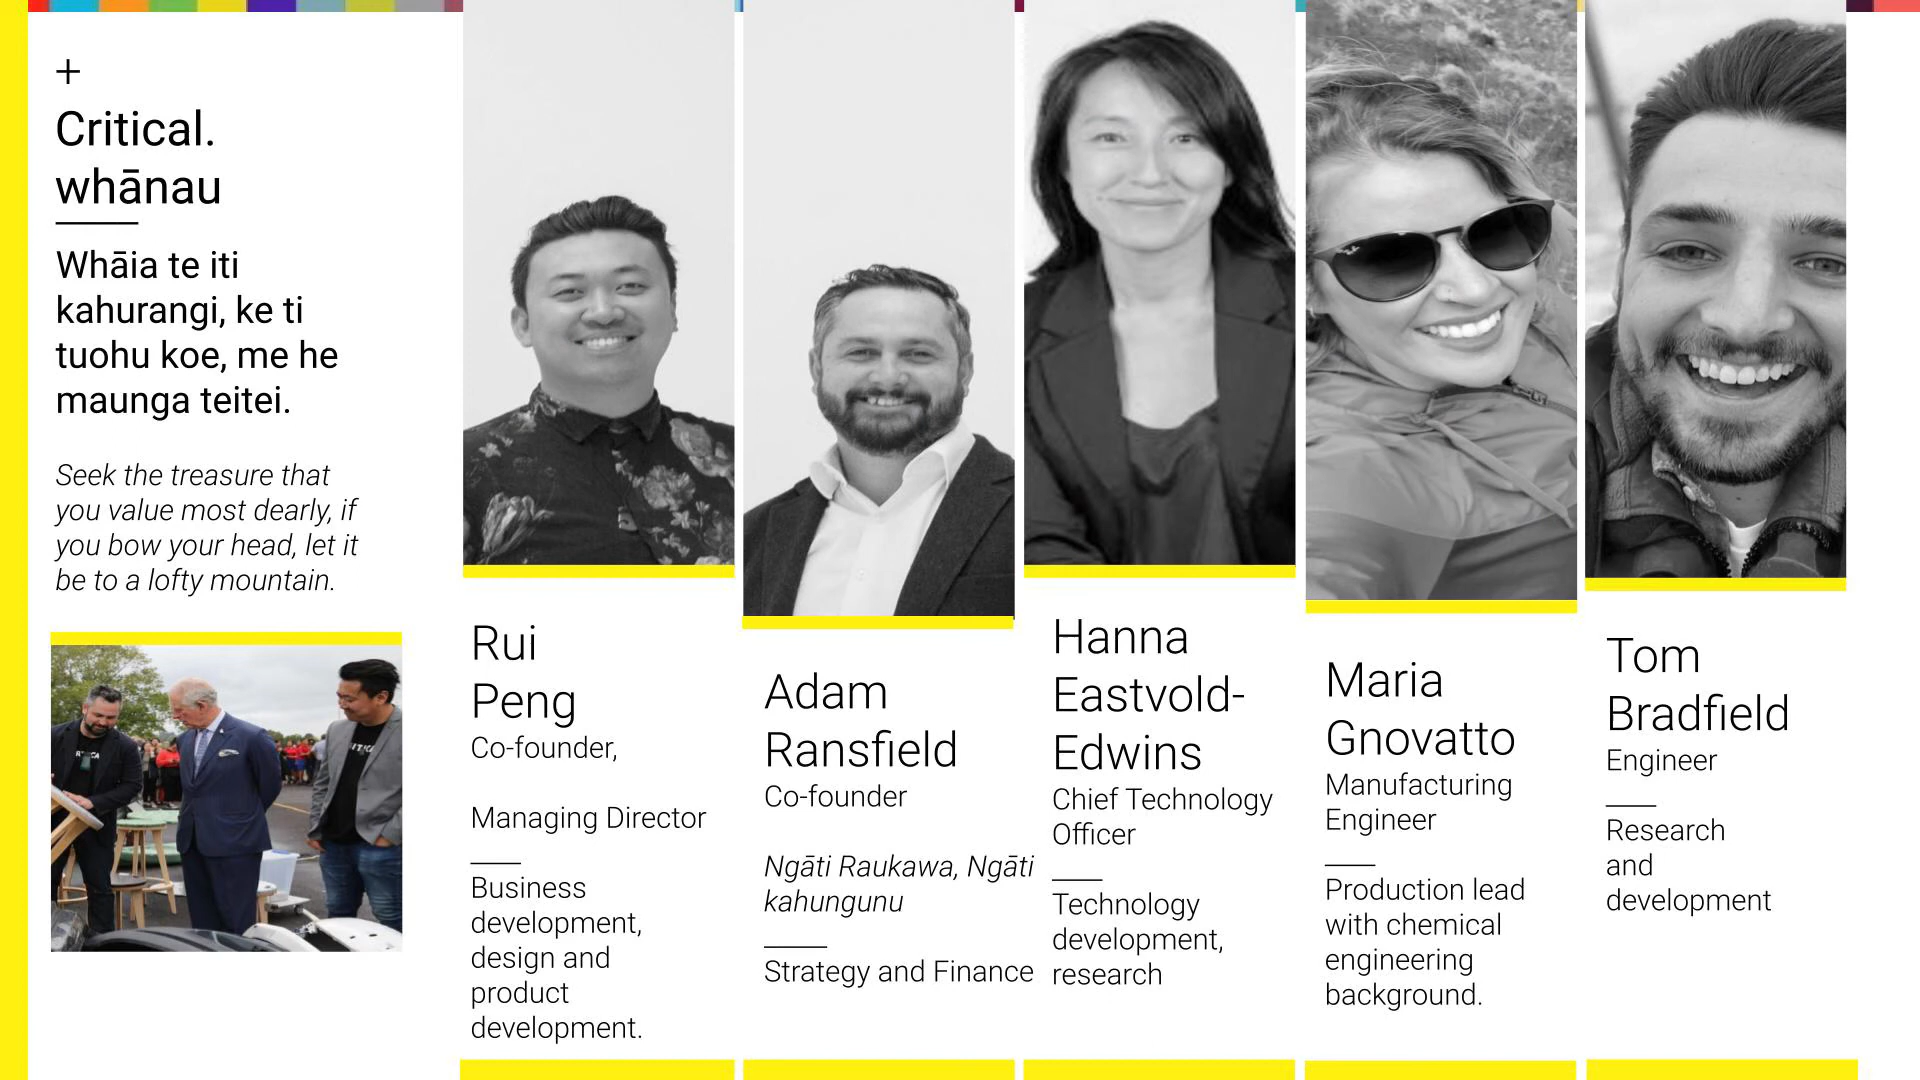 +
Critical.
whānau
Whāia te iti
kahurangi, ke ti
tuohu koe, me he
maunga teitei.
Seek the treasure that
you value most dearly, if
you bow your head, let it
be to a lofty mountain.
Rui
Peng
Co-founder,
Managing Director
Business
development,
design and
product
development.
Adam
Ransfield
Co-founder
Ngāti Raukawa, Ngāti
kahungunu
Strategy and Finance
Hanna
Eastvold-
Edwins
Chief Technology
Officer
Technology
development,
research
Maria
Gnovatto
Manufacturing
Engineer
Production lead
with chemical
engineering
background.
Tom
Bradfield
Engineer
Research
and
development